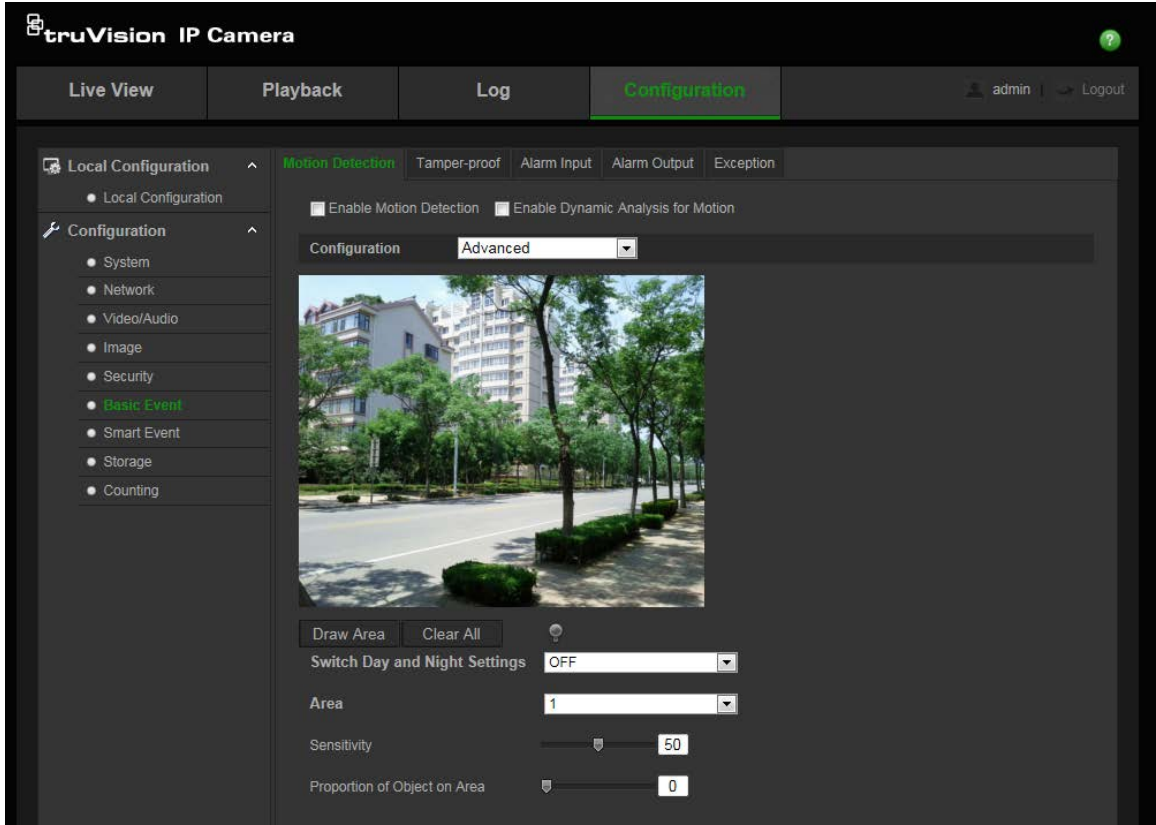 truVision IP Camera
?
Live View Playback Log Configuration admin | Logout
Local Configuration
Local Configuration
Configuration
System
Network
Video/Audio
Image
Security
Basic Event
Smart Event
Storage
Counting
Motion Detection Tamper-proof Alarm Input Alarm Output Exception
Enable Motion Detection Enable Dynamic Analysis for Motion
Configuration Advanced
Draw Area Clear All
Switch Day and Night Settings OFF
Area 1
Sensitivity 50
Proportion of Object on Area 0